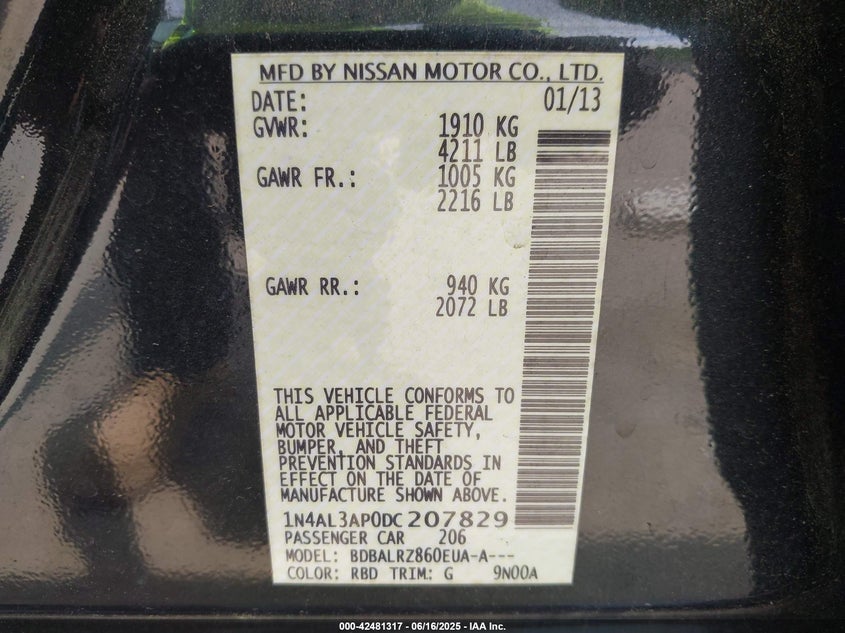 MFD BY NISSAN MOTOR CO., LTD.
DATE: 01/13
GVWR: 1910 KG
4211 LB
GAWR FR.: 1005 KG
2216 LB
GAWR RR.: 940 KG
2072 LB
THIS VEHICLE CONFORMS TO
ALL APPLICABLE FEDERAL
MOTOR VEHICLE SAFETY,
BUMPER, AND THEFT
PREVENTION STANDARDS IN
EFFECT ON THE DATE OF
MANUFACTURE SHOWN ABOVE.
1N4AL3AP0DC207829
PASSENGER CAR 206
MODEL: BDBALRZ860EUA-A---
COLOR: RBD TRIM: G 9N00A
000-42481317 - 06/16/2025 - IAA Inc.